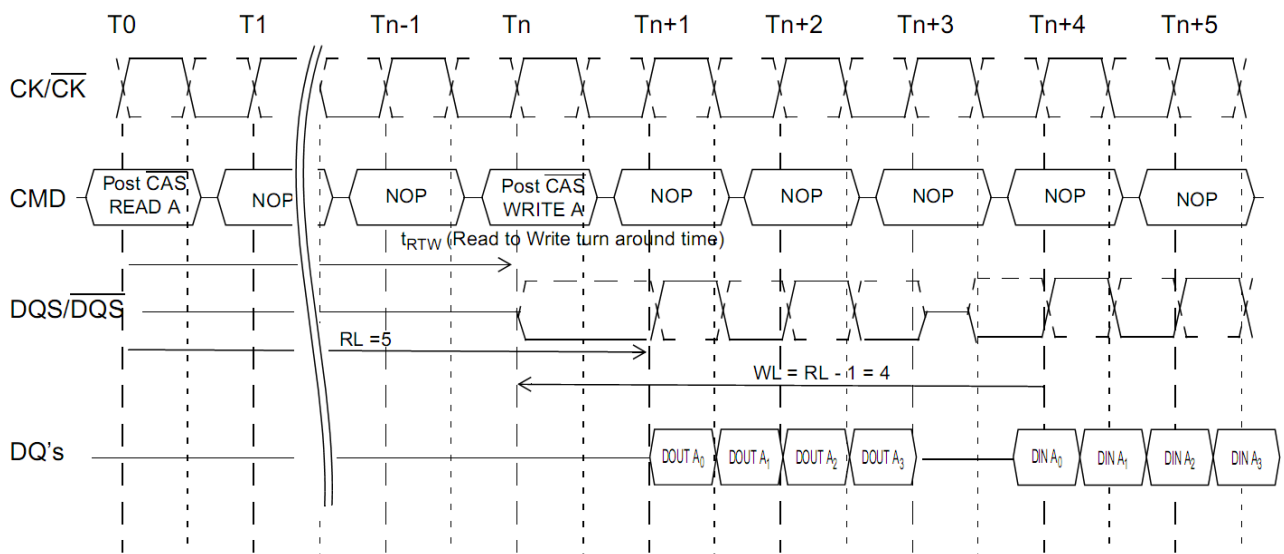 T0 T1 Tn-1 Tn Tn+1 Tn+2 Tn+3 Tn+4 Tn+5
CK/CK
CMD
Post CAS
READ A
NOP
NOP
Post CAS
WRITE A
NOP
NOP
NOP
NOP
NOP
tRTW (Read to Write turn around time)
DQS/DQS
RL =5
WL = RL - 1 = 4
DQ's
DOUT A0 DOUT A1 DOUT A2 DOUT A3 DIN A0 DIN A1 DIN A2 DIN A3